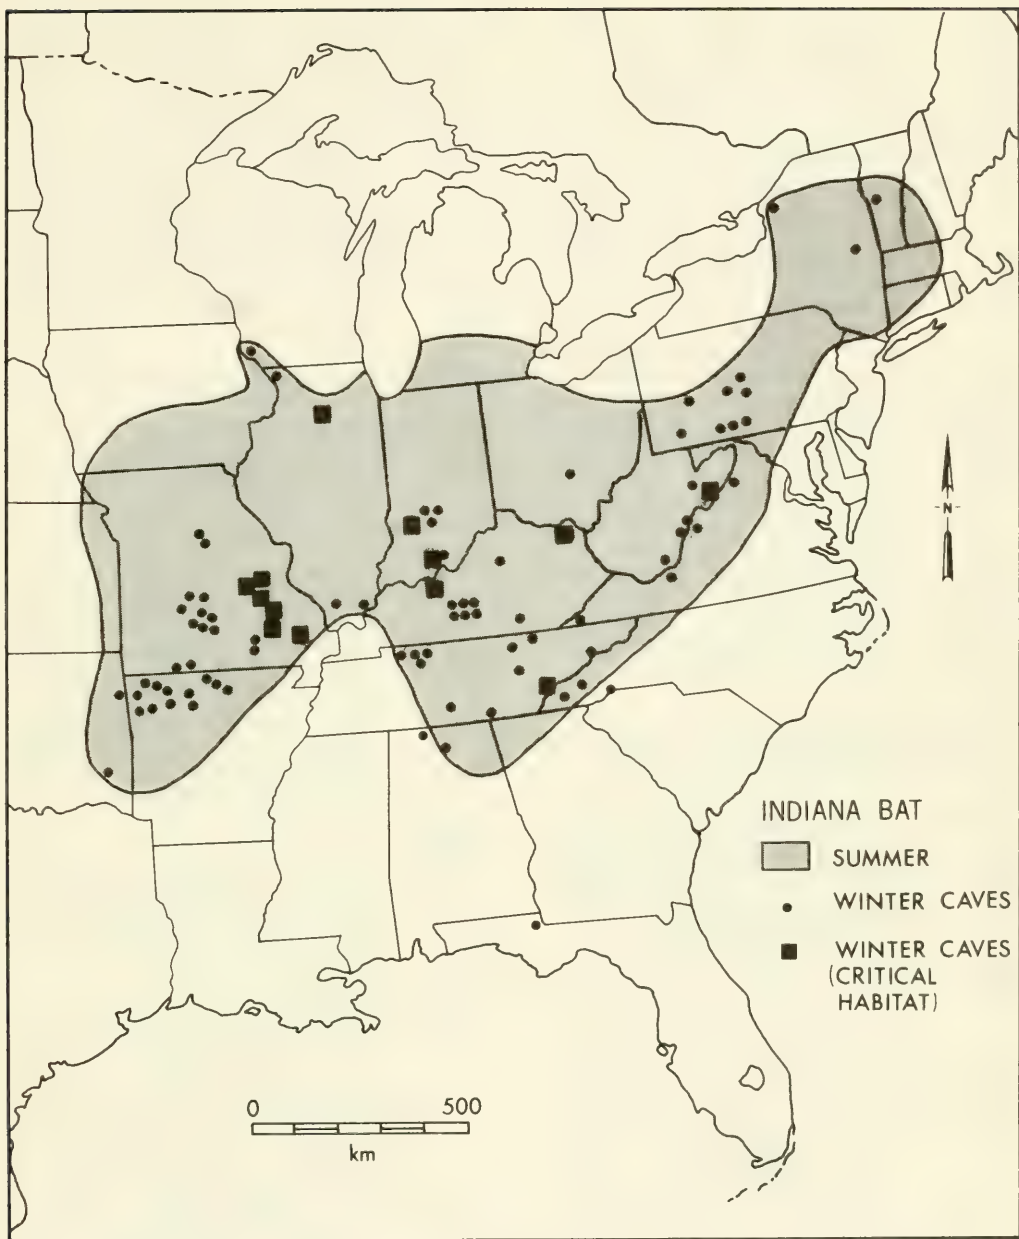 -N-
INDIANA BAT
SUMMER
WINTER CAVES
WINTER CAVES
(CRITICAL
HABITAT)
0 500
km